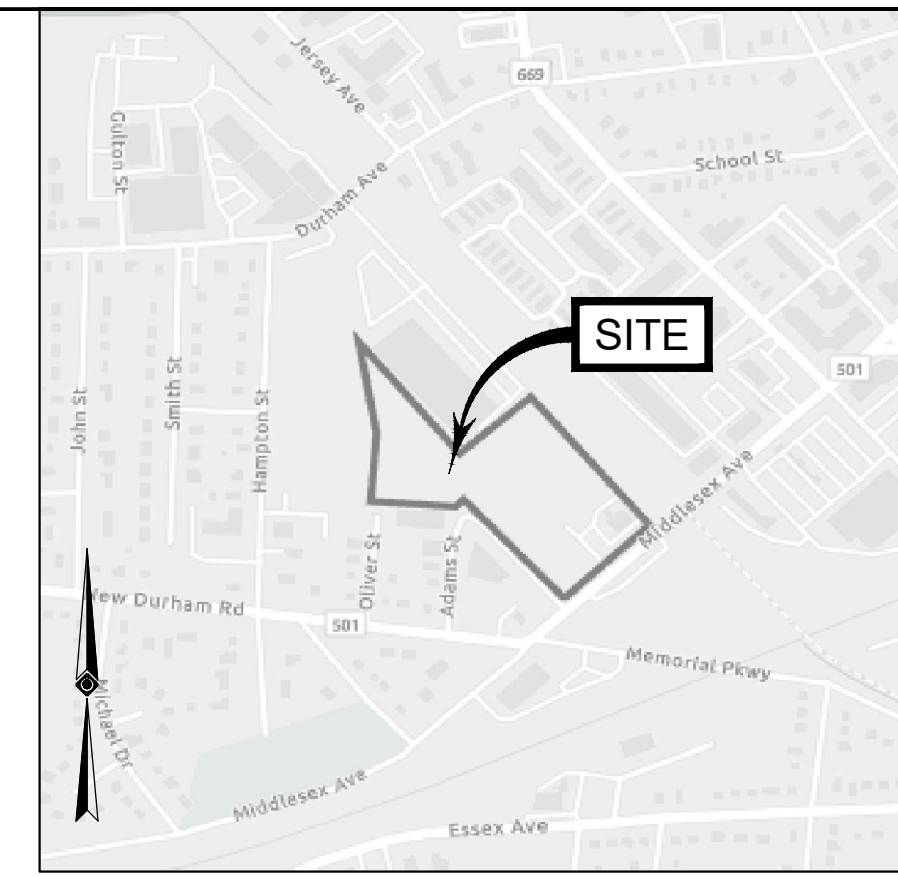 Jersey Ave
669
Gulton St
School St
Durham Ave
SITE
501
John St
Smith St
Hampton St
Middlesex Ave
Oliver St
Adams St
New Durham Rd
501
Memorial Pkwy
Michael Dr
Middlesex Ave
Essex Ave